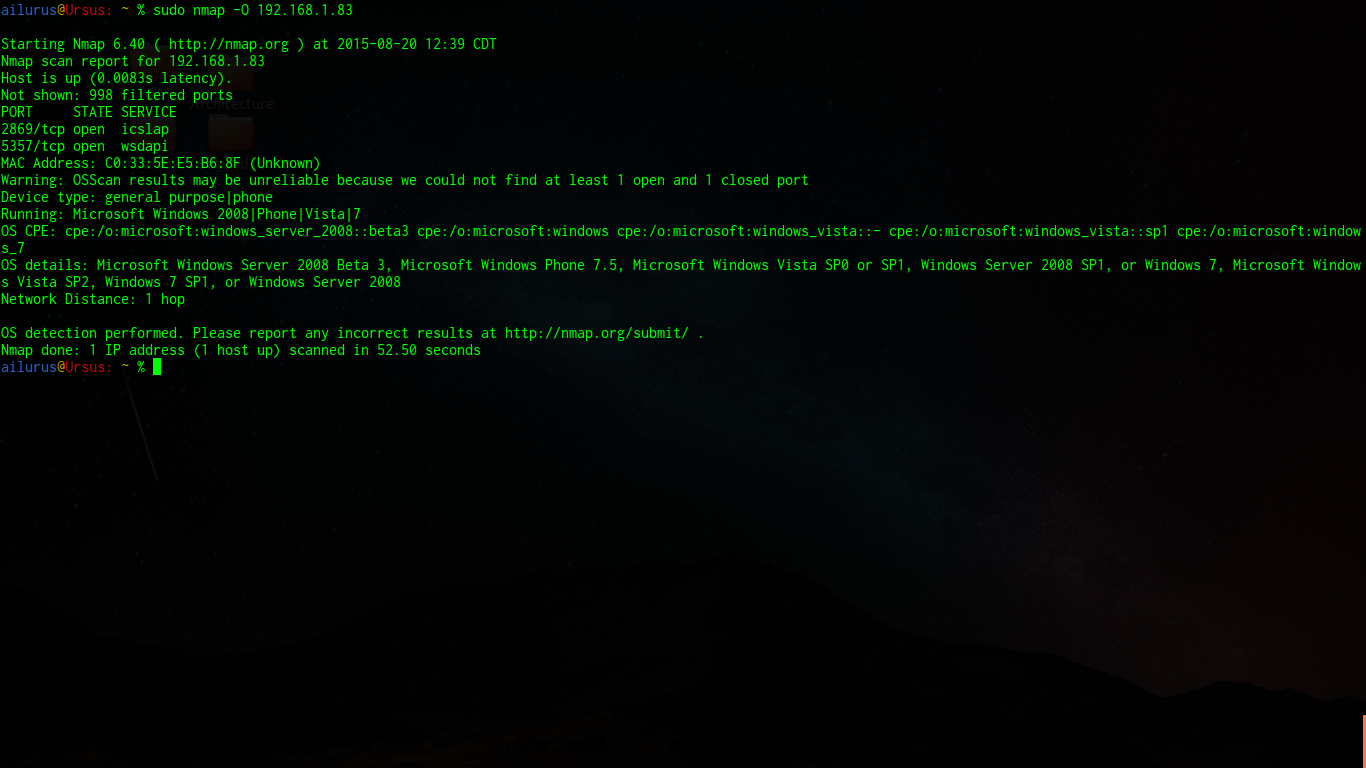 ailurus@Ursus: ~ % sudo nmap -O 192.168.1.83
Starting Nmap 6.40 ( http://nmap.org ) at 2015-08-20 12:39 CDT
Nmap scan report for 192.168.1.83
Host is up (0.0083s latency).
Not shown: 998 filtered ports
Architecture
PORT     STATE SERVICE
2869/tcp open  icslap
5357/tcp open  wsdapi
MAC Address: C0:33:5E:E5:B6:8F (Unknown)
Warning: OSScan results may be unreliable because we could not find at least 1 open and 1 closed port
Device type: general purpose|phone
Running: Microsoft Windows 2008|Phone|Vista|7
OS CPE: cpe:/o:microsoft:windows_server_2008::beta3 cpe:/o:microsoft:windows cpe:/o:microsoft:windows_vista::- cpe:/o:microsoft:windows_vista::sp1 cpe:/o:microsoft:window
s_7
OS details: Microsoft Windows Server 2008 Beta 3, Microsoft Windows Phone 7.5, Microsoft Windows Vista SP0 or SP1, Windows Server 2008 SP1, or Windows 7, Microsoft Window
s Vista SP2, Windows 7 SP1, or Windows Server 2008
Network Distance: 1 hop
OS detection performed. Please report any incorrect results at http://nmap.org/submit/ .
Nmap done: 1 IP address (1 host up) scanned in 52.50 seconds
ailurus@Ursus: ~ %